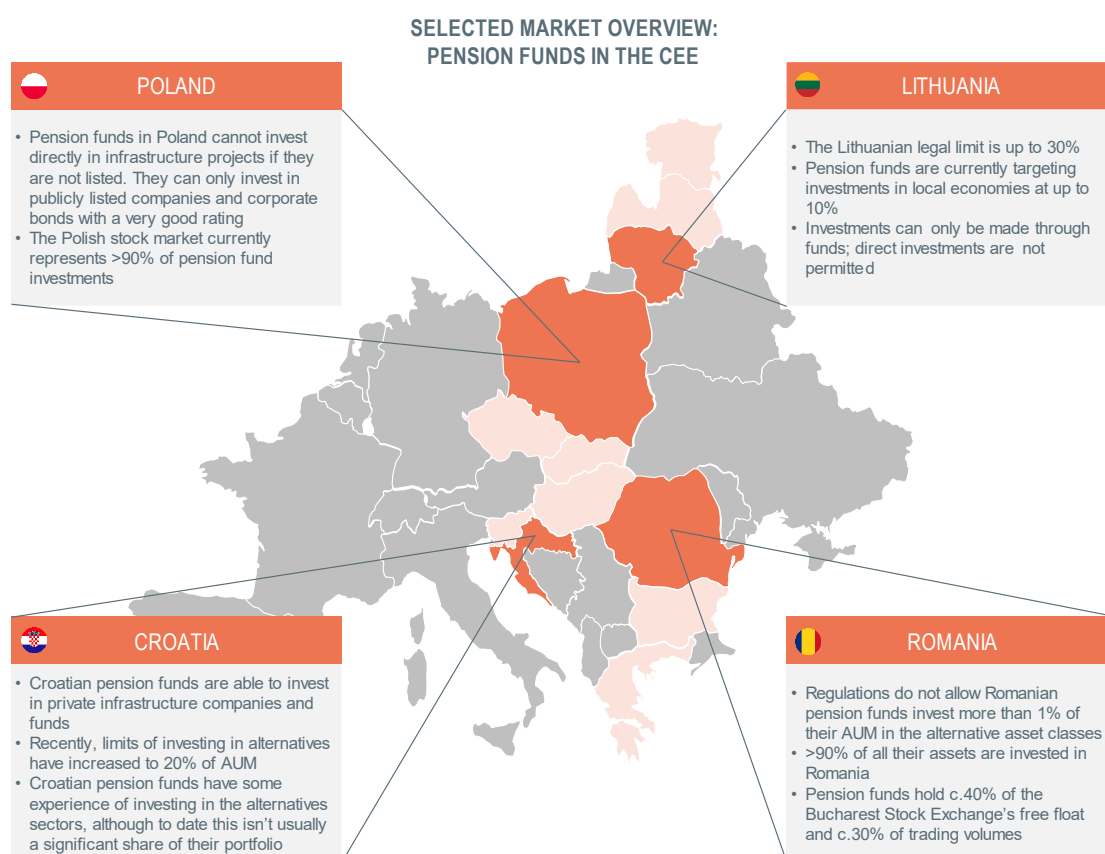 SELECTED MARKET OVERVIEW:
PENSION FUNDS IN THE CEE
POLAND
• Pension funds in Poland cannot invest
directly in infrastructure projects if they
are not listed. They can only invest in
publicly listed companies and corporate
bonds with a very good rating
• The Polish stock market currently
represents >90% of pension fund
investments
LITHUANIA
• The Lithuanian legal limit is up to 30%
• Pension funds are currently targeting
investments in local economies at up to
10%
• Investments can only be made through
funds; direct investments are not
permitted
CROATIA
• Croatian pension funds are able to invest
in private infrastructure companies and
funds
• Recently, limits of investing in alternatives
have increased to 20% of AUM
• Croatian pension funds have some
experience of investing in the alternatives
sectors, although to date this isn’t usually
a significant share of their portfolio
ROMANIA
• Regulations do not allow Romanian
pension funds invest more than 1% of
their AUM in the alternative asset classes
• >90% of all their assets are invested in
Romania
• Pension funds hold c.40% of the
Bucharest Stock Exchange’s free float
and c.30% of trading volumes